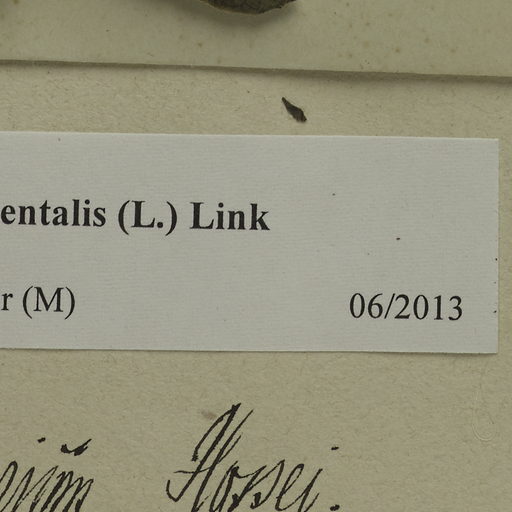 entalis (L.) Link
r (M)
06/2013